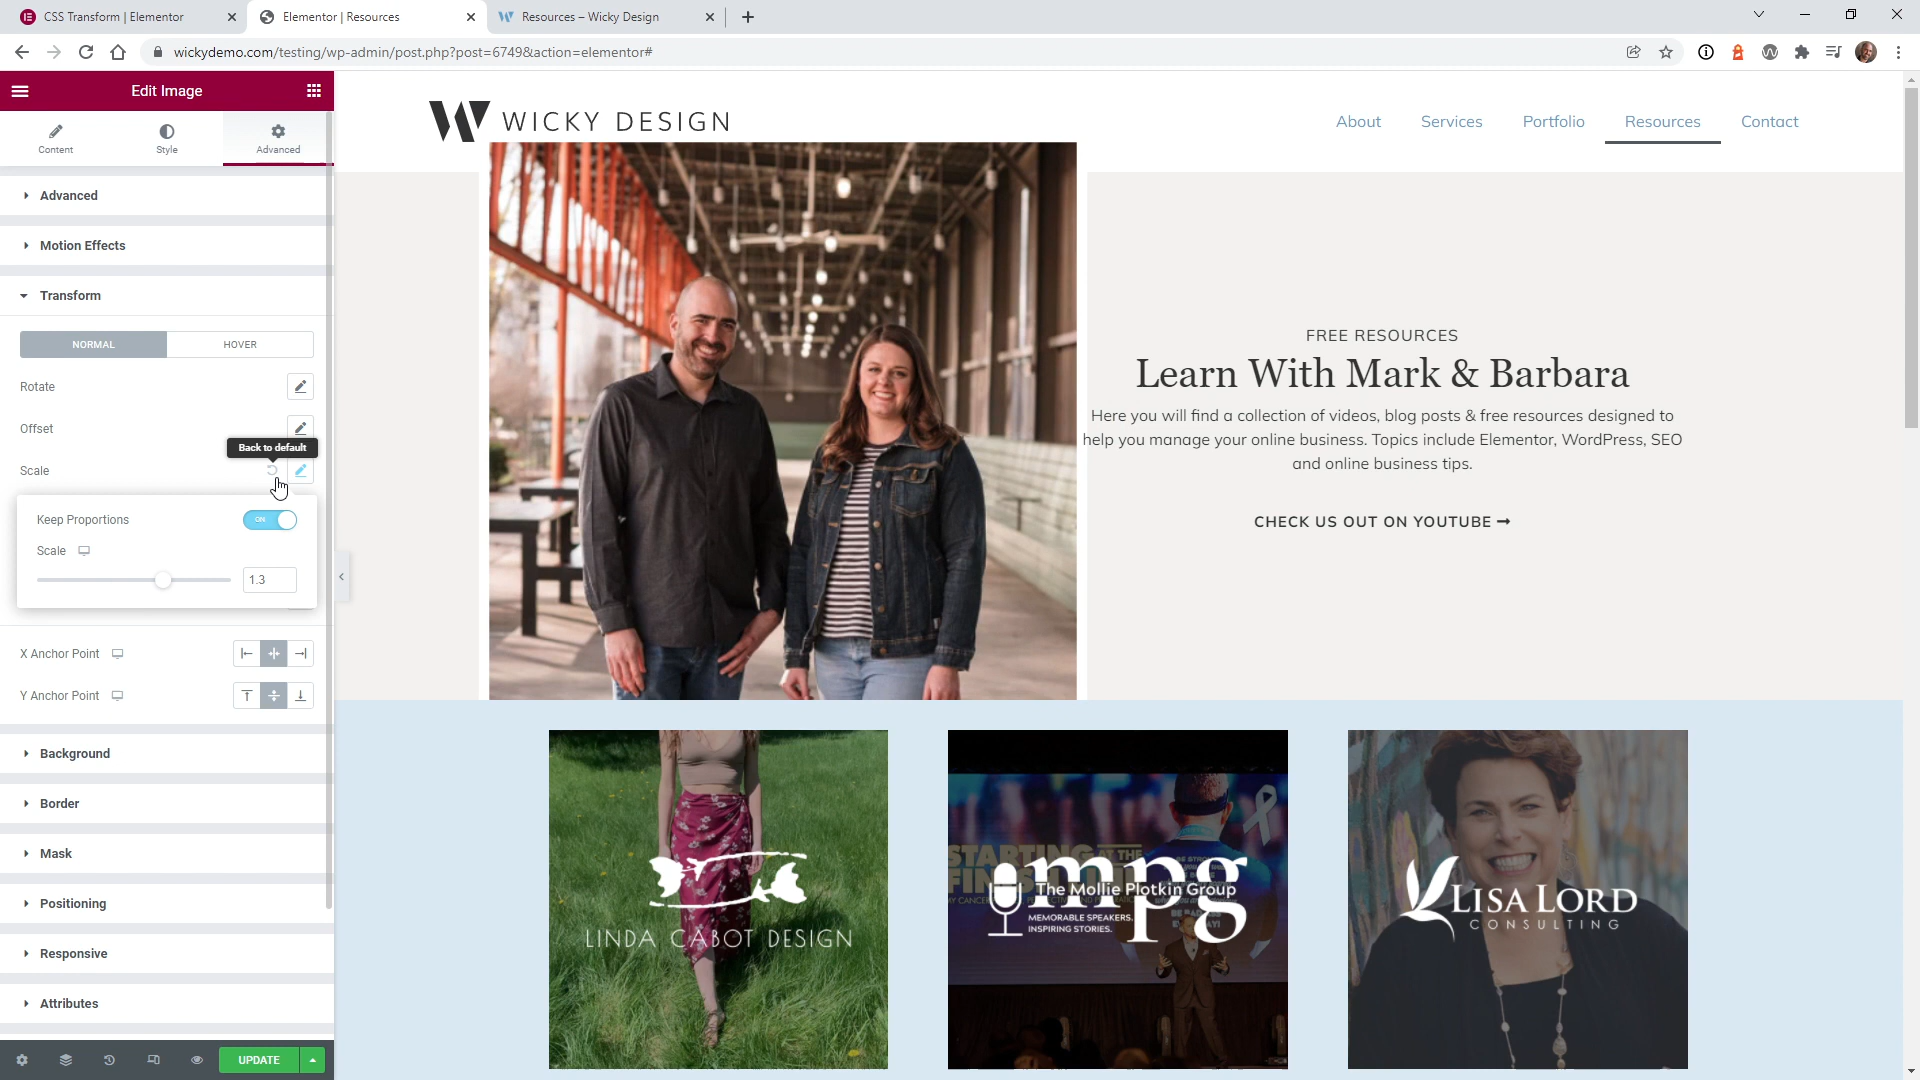 CSS Transform | Elementor
Elementor | Resources
Resources – Wicky Design
wickydemo.com/testing/wp-admin/post.php?post=6749&action=elementor#
Edit Image
Content
Style
Advanced
Advanced
Motion Effects
Transform
NORMAL
HOVER
Rotate
Offset
Back to default
Scale
Keep Proportions
ON
Scale
1.3
X Anchor Point
Y Anchor Point
Background
Border
Mask
Positioning
Responsive
Attributes
UPDATE
WICKY DESIGN
About
Services
Portfolio
Resources
Contact
FREE RESOURCES
Learn With Mark & Barbara
Here you will find a collection of videos, blog posts & free resources designed to
help you manage your online business. Topics include Elementor, WordPress, SEO
and online business tips.
CHECK US OUT ON YOUTUBE ➞
LINDA CABOT DESIGN
STARTING AT THE
mpg
The Mollie Plotkin Group
MEMORABLE SPEAKERS.
INSPIRING STORIES.
LISA LORD
CONSULTING